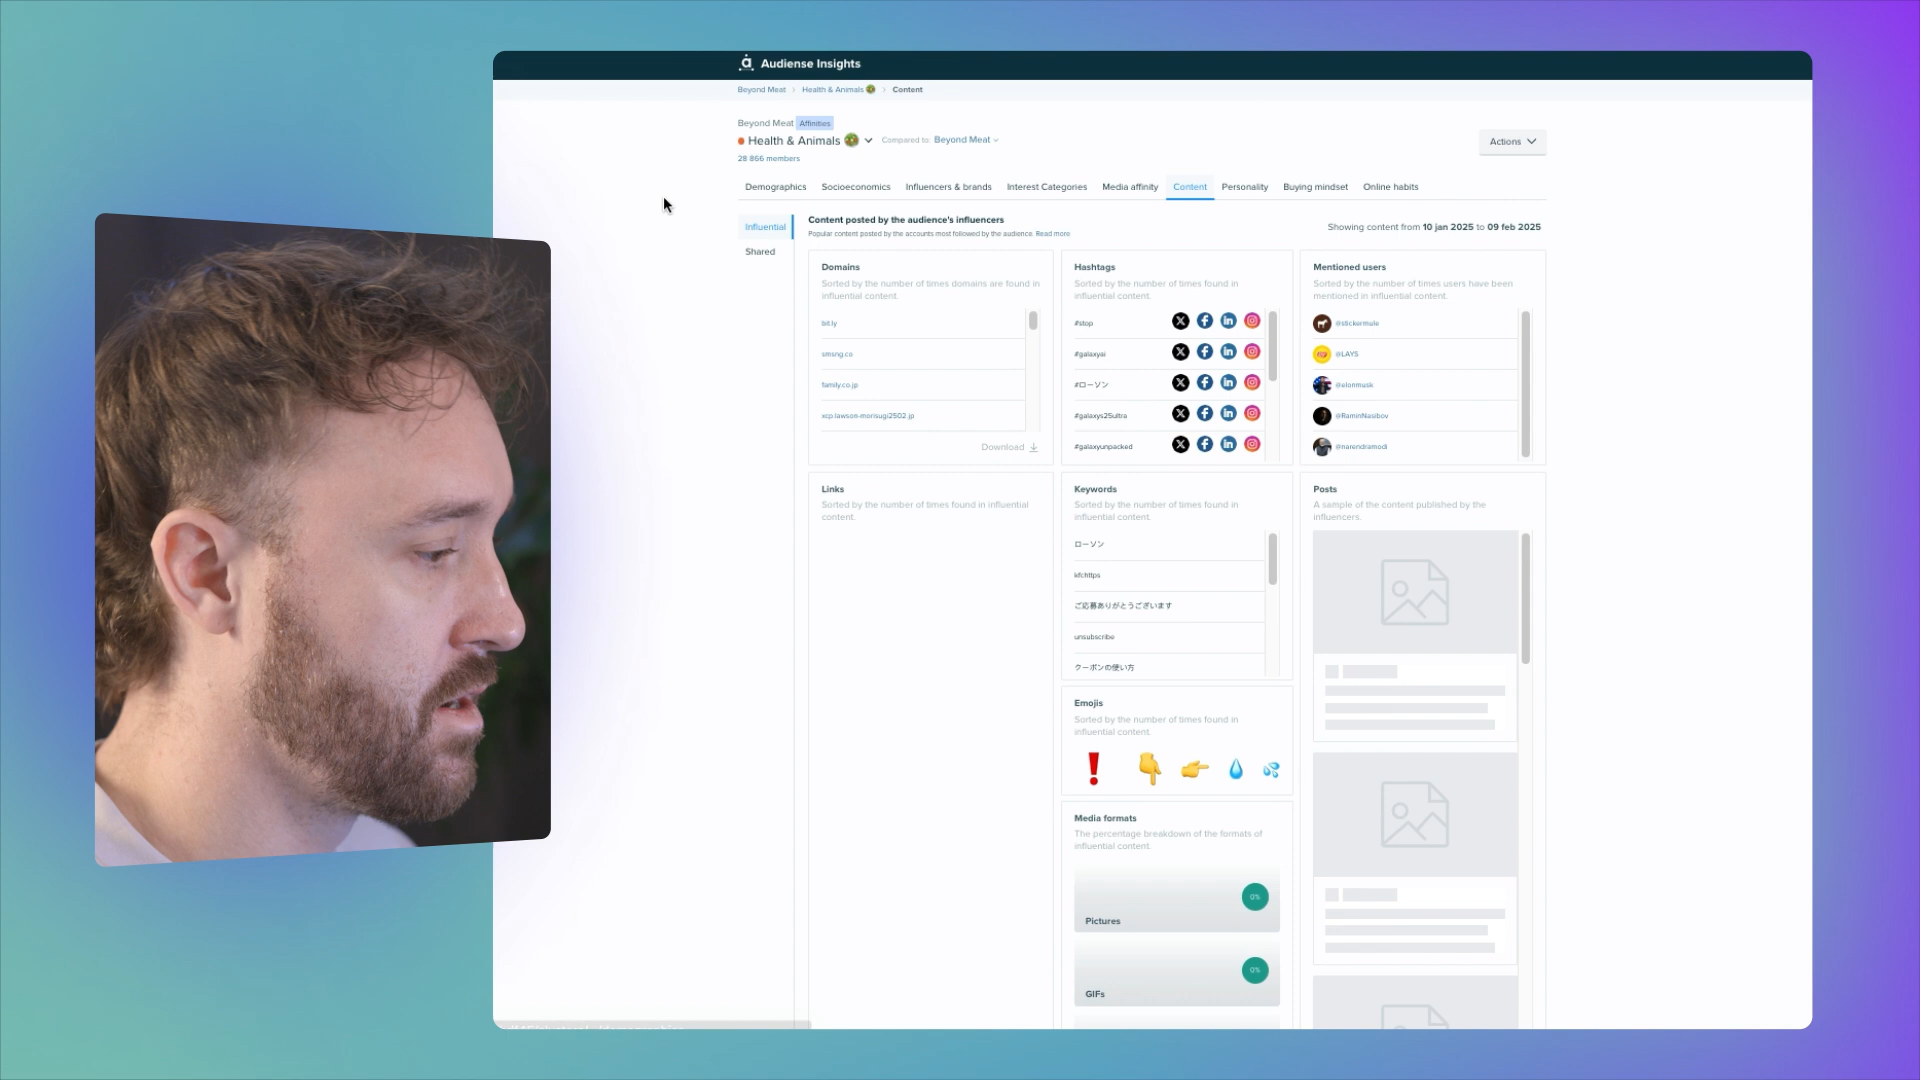 Audiense Insights
Beyond Meat > Health & Animals > Content
Beyond Meat Affinities
Health & Animals
Compared to: Beyond Meat
28 866 members
Actions
Demographics Socioeconomics Influencers & brands Interest Categories Media affinity Content Personality Buying mindset Online habits
Influential
Shared
Content posted by the audience's influencers
Popular content posted by the accounts most followed by the audience. Read more
Showing content from 10 jan 2025 to 09 feb 2025
Domains
Sorted by the number of times domains are found in
influential content.
bit.ly
smsng.co
family.co.jp
xcp.lawson-morisugi2502.jp
Download
Hashtags
Sorted by the number of times found in
influential content.
#stop
#galaxyai
#ローソン
#galaxys25ultra
#galaxyunpacked
Mentioned users
Sorted by the number of times users have been
mentioned in influential content.
@stickermule
@LAYS
@elonmusk
@RaminNasibov
@narendramodi
Links
Sorted by the number of times found in influential
content.
Keywords
Sorted by the number of times found in
influential content.
ローソン
kfchttps
ご応募ありがとうございます
unsubscribe
クーポンの使い方
Emojis
Sorted by the number of times found in
influential content.
Media formats
The percentage breakdown of the formats of
influential content.
0%
Pictures
0%
GIFs
Posts
A sample of the content published by the
influencers.